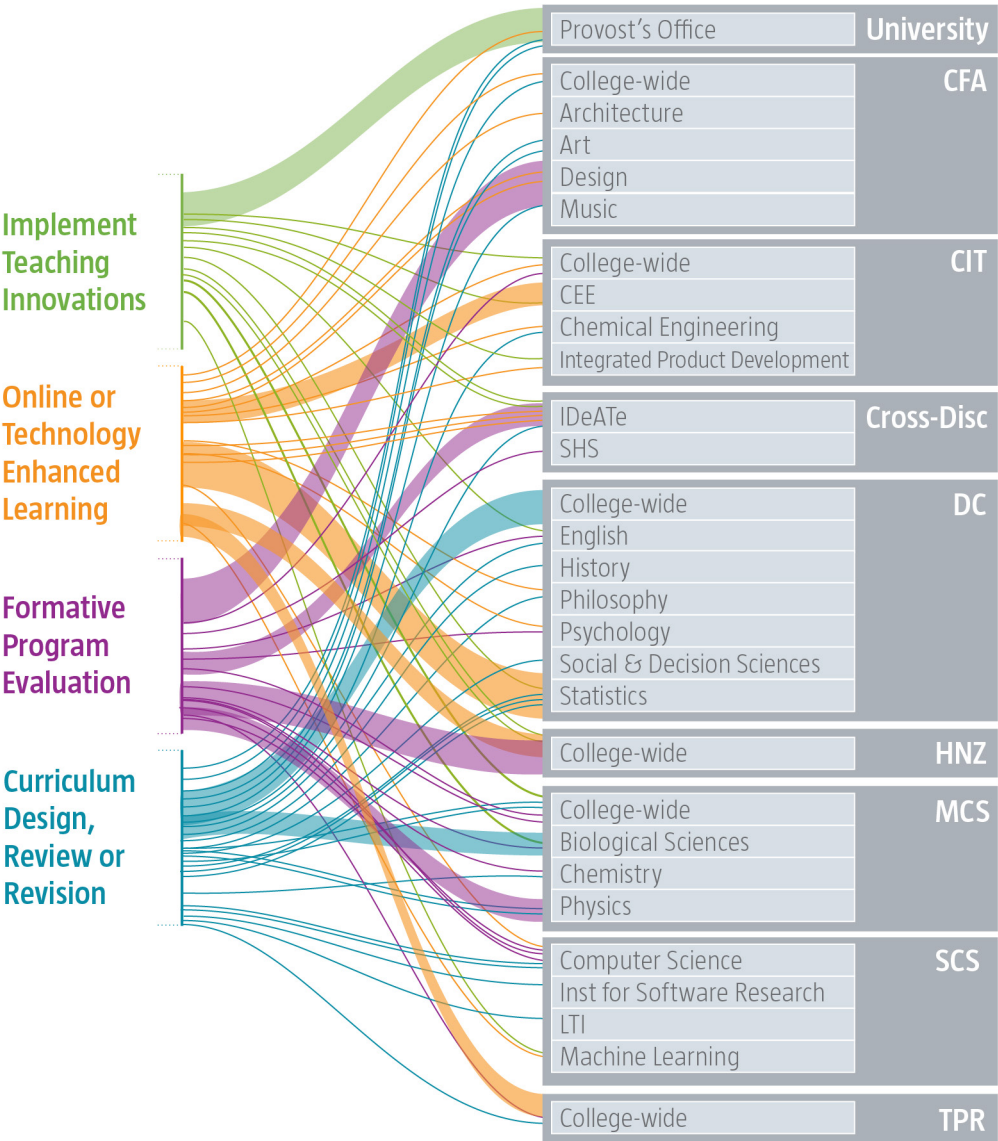 Implement
Teaching
Innovations
Online or
Technology
Enhanced
Learning
Formative
Program
Evaluation
Curriculum
Design,
Review or
Revision
Provost's Office
University
College-wide
CFA
Architecture
Art
Design
Music
College-wide
CIT
CEE
Chemical Engineering
Integrated Product Development
IDeATe
Cross-Disc
SHS
College-wide
DC
English
History
Philosophy
Psychology
Social & Decision Sciences
Statistics
College-wide
HNZ
College-wide
MCS
Biological Sciences
Chemistry
Physics
Computer Science
SCS
Inst for Software Research
LTI
Machine Learning
College-wide
TPR